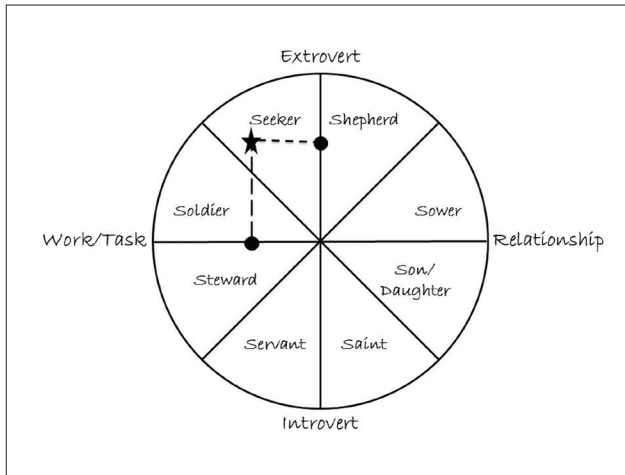 Extrovert
Seeker
Shepherd
Soldier
Sower
Work/Task
Relationship
Steward
Son/
Daughter
Servant
Saint
Introvert